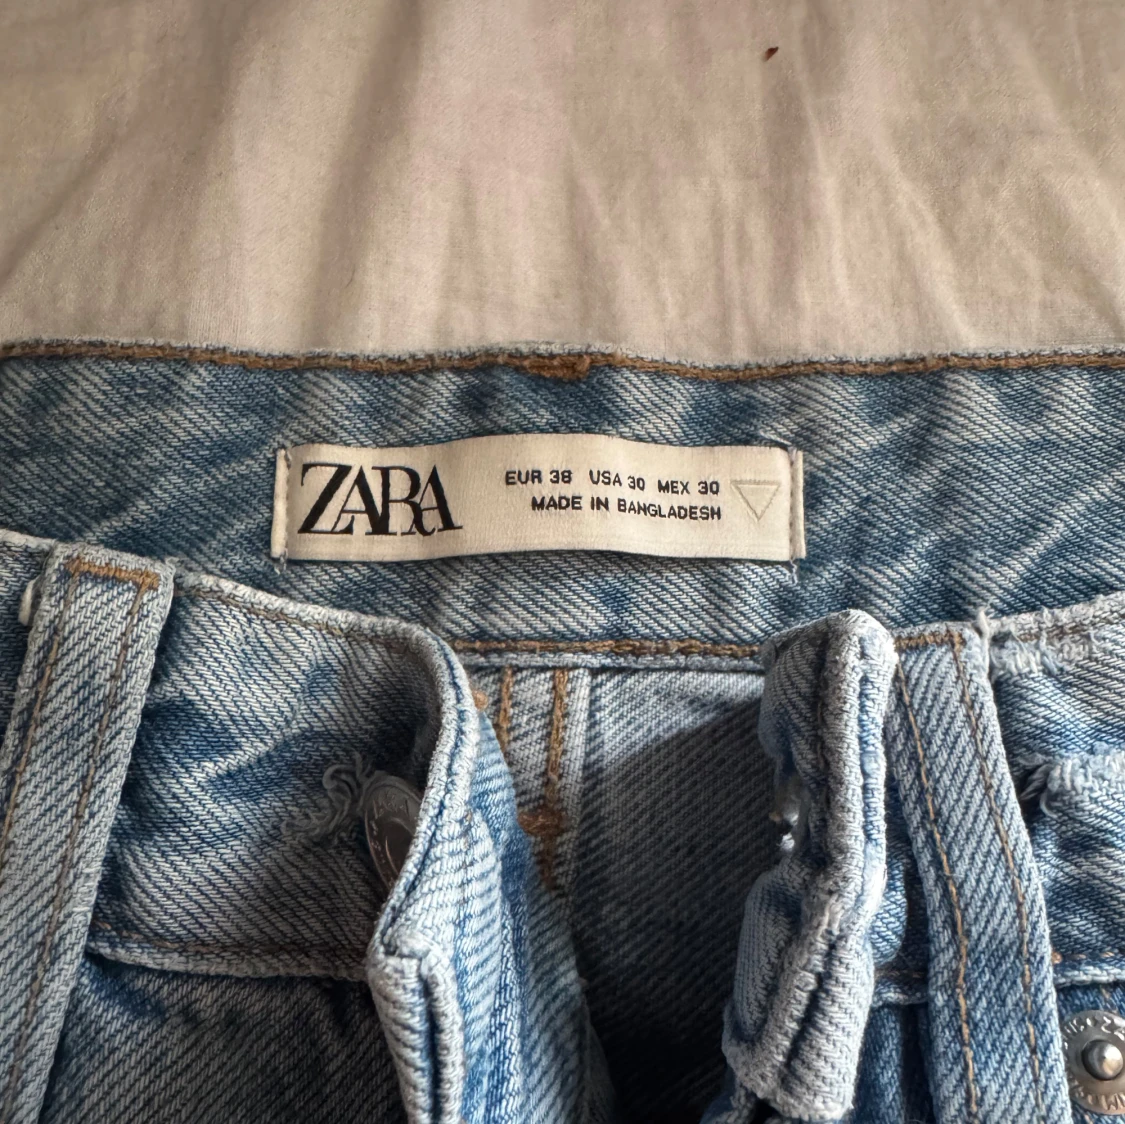 ZARA
EUR 38 USA 30 MEX 30
MADE IN BANGLADESH